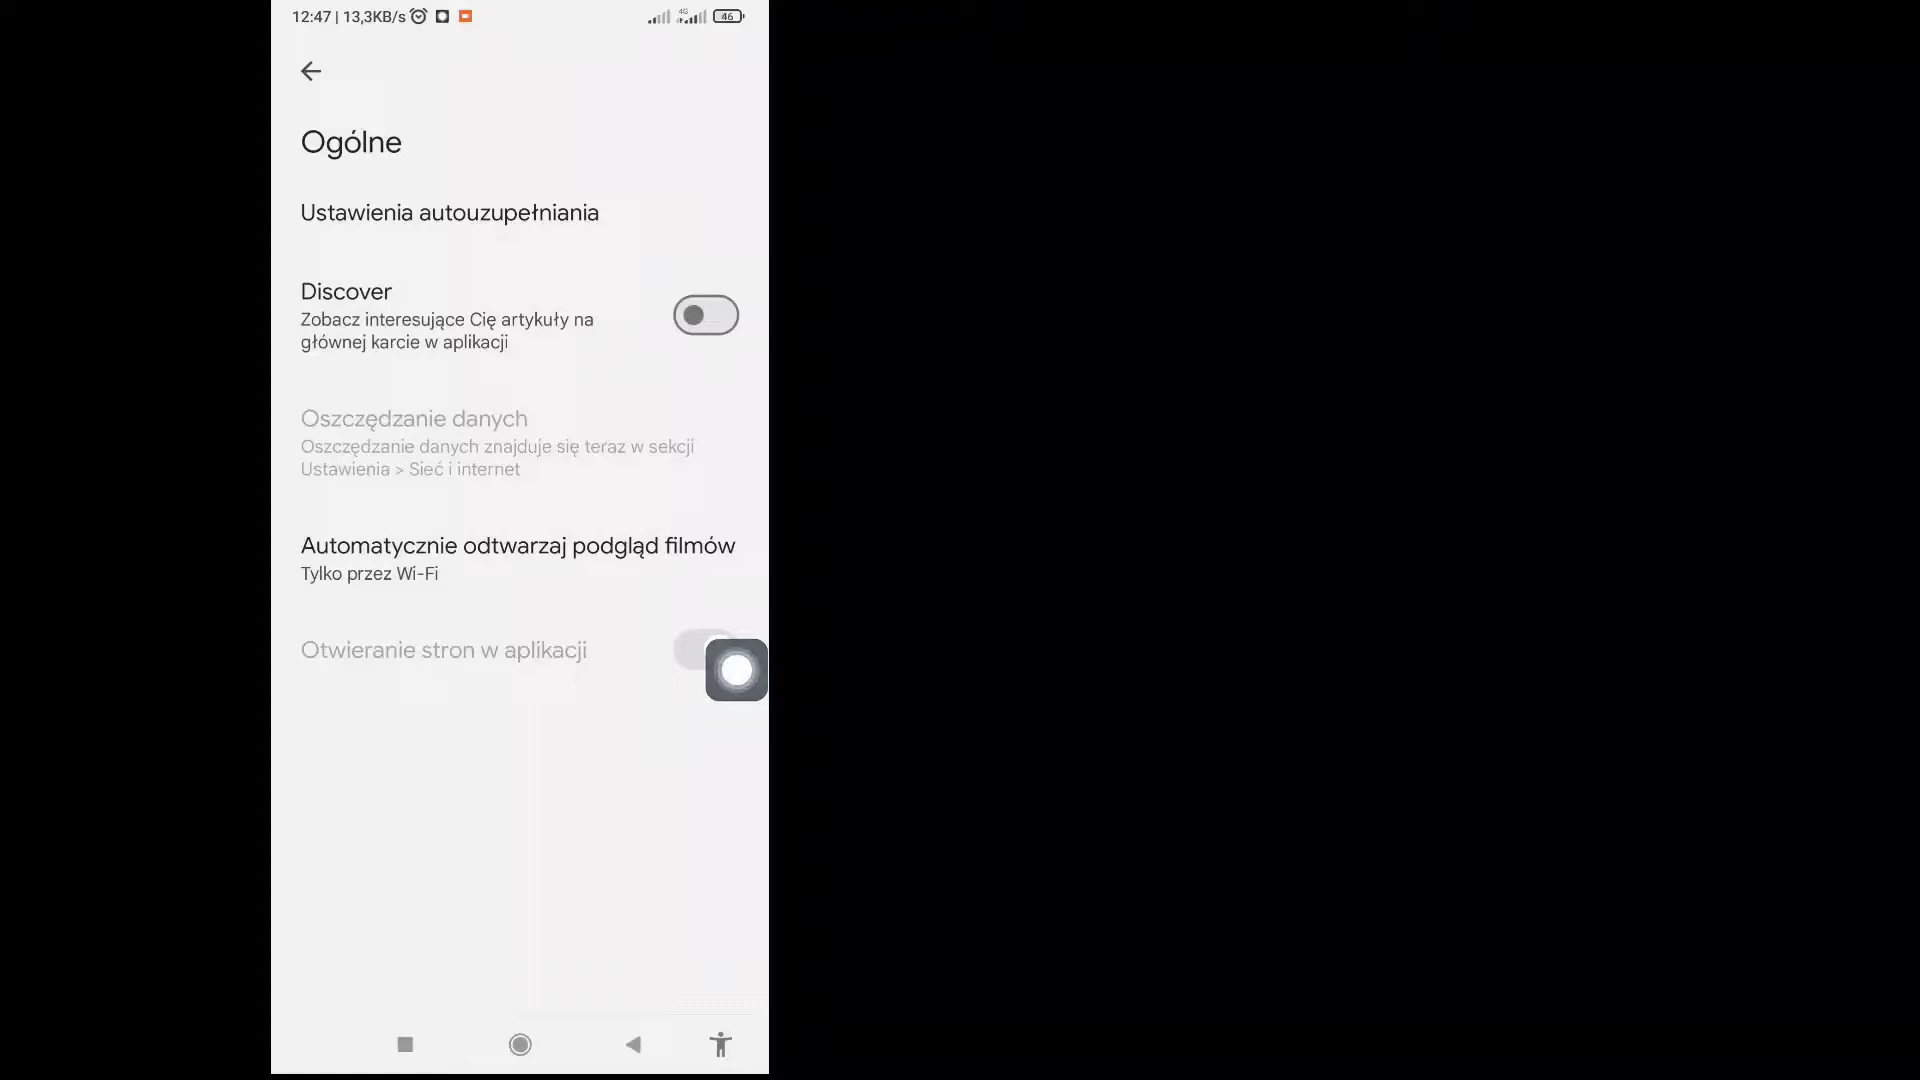 12:47 | 13,3KB/s
4G
46
Ogólne
Ustawienia autouzupełniania
Discover
Zobacz interesujące Cię artykuły na
głównej karcie w aplikacji
Oszczędzanie danych
Oszczędzanie danych znajduje się teraz w sekcji
Ustawienia > Sieć i internet
Automatycznie odtwarzaj podgląd filmów
Tylko przez Wi-Fi
Otwieranie stron w aplikacji